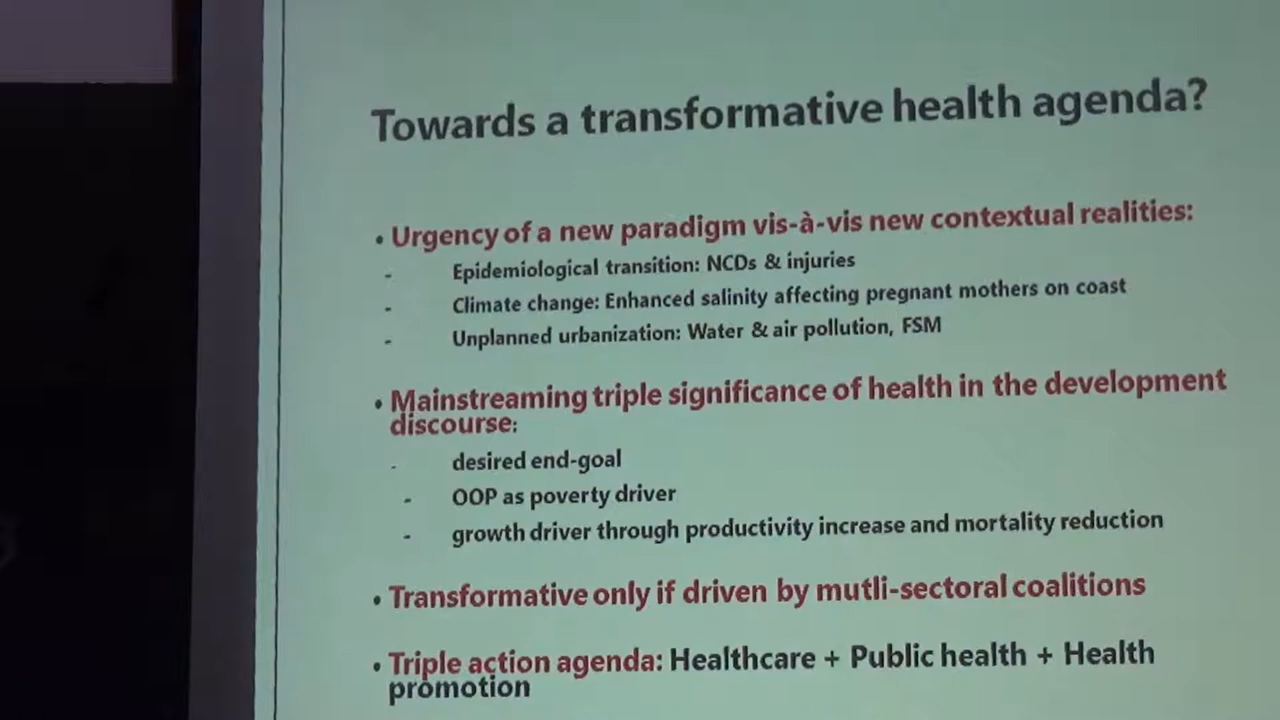 Towards a transformative health agenda?
• Urgency of a new paradigm vis-à-vis new contextual realities:
- Epidemiological transition: NCDs & injuries
- Climate change: Enhanced salinity affecting pregnant mothers on coast
- Unplanned urbanization: Water & air pollution, FSM
• Mainstreaming triple significance of health in the development
discourse:
- desired end-goal
- OOP as poverty driver
- growth driver through productivity increase and mortality reduction
• Transformative only if driven by mutli-sectoral coalitions
• Triple action agenda: Healthcare + Public health + Health
promotion